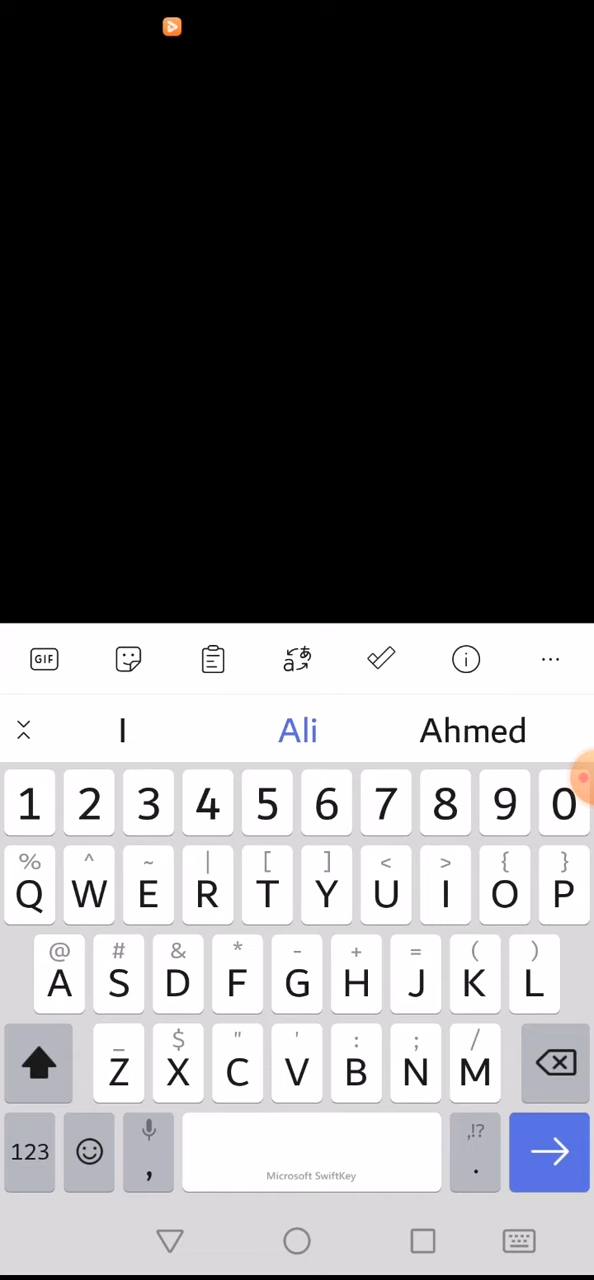 GIF
I Ali Ahmed
1 2 3 4 5 6 7 8 9 0
% ^ ~ | [ ] < > { }
Q W E R T Y U I O P
@ # & * - + = ( )
A S D F G H J K L
_ $ " ' : ; /
Z X C V B N M
123 , Microsoft SwiftKey ,!? .